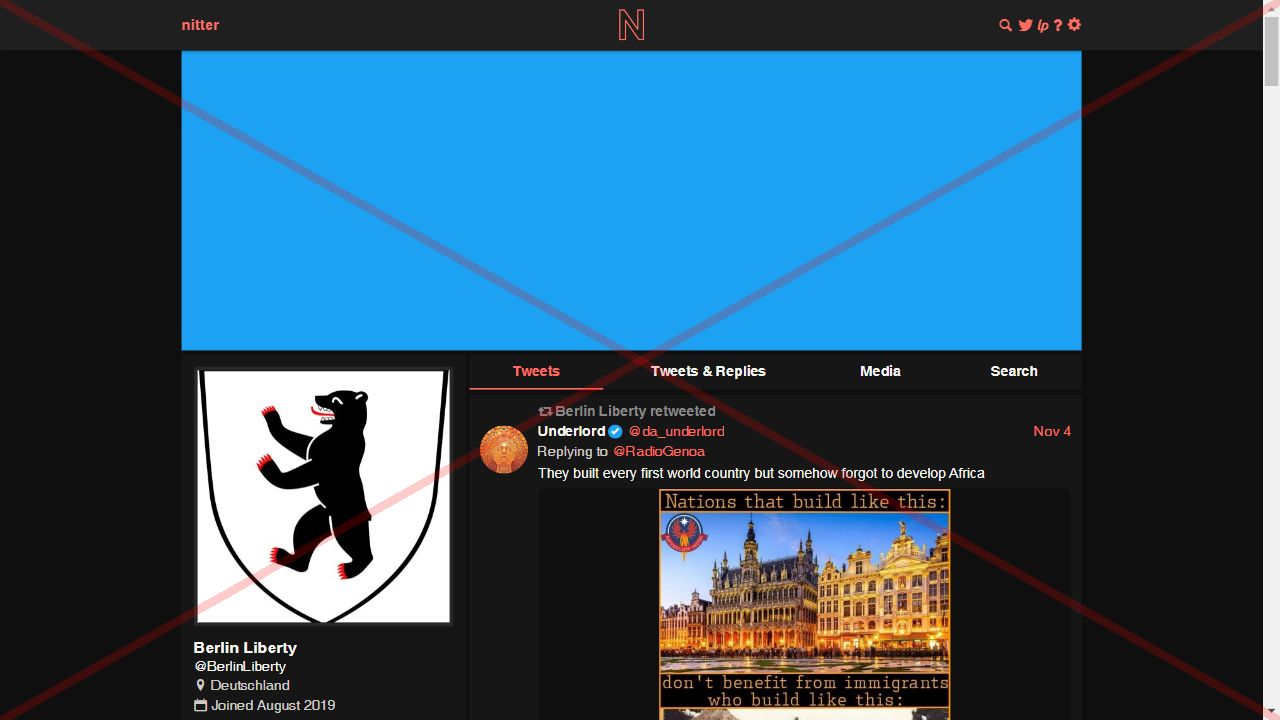 nitter
N
lp ?
Tweets
Tweets & Replies
Media
Search
Berlin Liberty retweeted
Underlord @da_underlord Nov 4
Replying to @RadioGenoa
They built every first world country but somehow forgot to develop Africa
Nations that build like this:
don't benefit from immigrants
who build like this:
Berlin Liberty
@BerlinLiberty
Deutschland
Joined August 2019